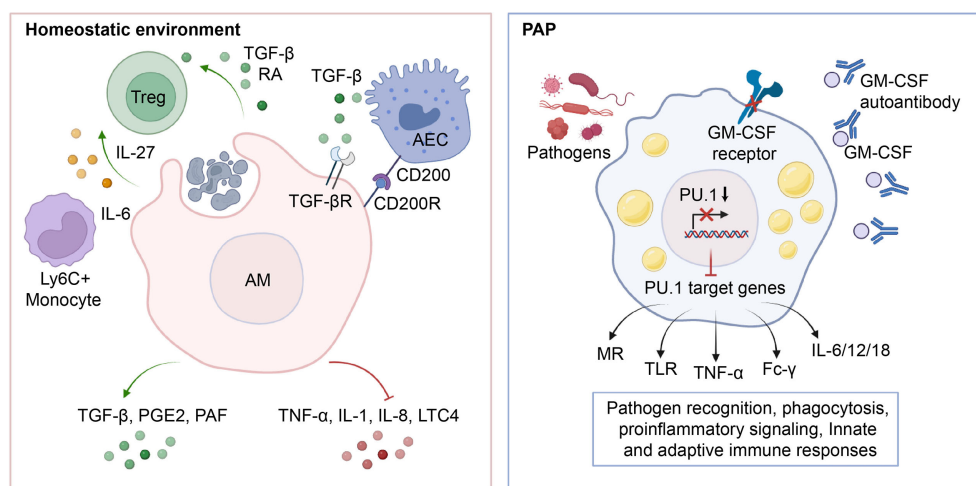 Homeostatic environment
TGF-β
RA
Treg
IL-27
IL-6
Ly6C+
Monocyte
TGF-β
AEC
CD200
TGF-βR
CD200R
AM
TGF-β, PGE2, PAF
TNF-α, IL-1, IL-8, LTC4
PAP
Pathogens
GM-CSF
receptor
GM-CSF
autoantibody
GM-CSF
PU.1
PU.1 target genes
MR
TLR
TNF-α
Fc-γ
IL-6/12/18
Pathogen recognition, phagocytosis,
proinflammatory signaling, Innate
and adaptive immune responses